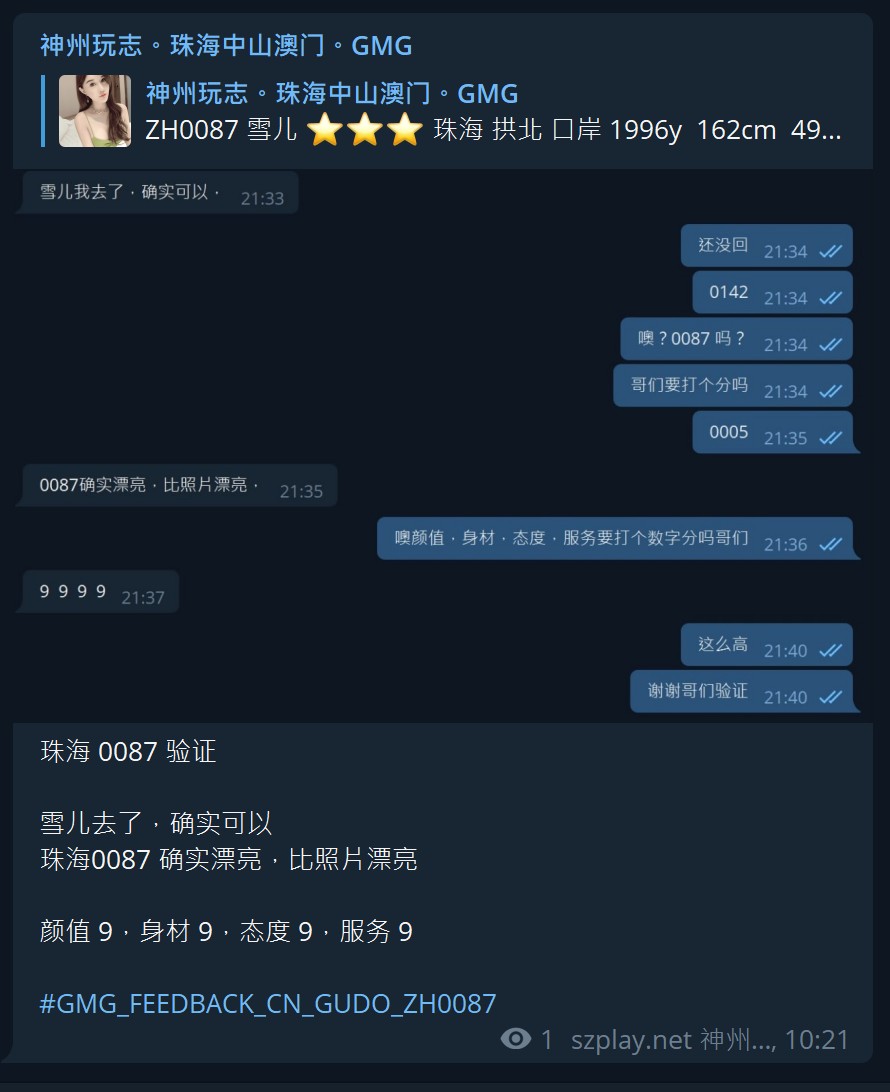 神州玩志。珠海中山澳门。GMG
神州玩志。珠海中山澳门。GMG
ZH0087 雪儿 ⭐⭐⭐ 珠海 拱北 口岸 1996y 162cm 49...
雪儿我去了，确实可以， 21:33
还没回 21:34
0142 21:34
噢？0087 吗？ 21:34
哥们要打个分吗 21:34
0005 21:35
0087确实漂亮，比照片漂亮， 21:35
噢颜值，身材，态度，服务要打个数字分吗哥们 21:36
9 9 9 9 21:37
这么高 21:40
谢谢哥们验证 21:40
珠海 0087 验证
雪儿去了，确实可以
珠海0087 确实漂亮，比照片漂亮
颜值 9，身材 9，态度 9，服务 9
#GMG_FEEDBACK_CN_GUDO_ZH0087
1 szplay.net 神州..., 10:21